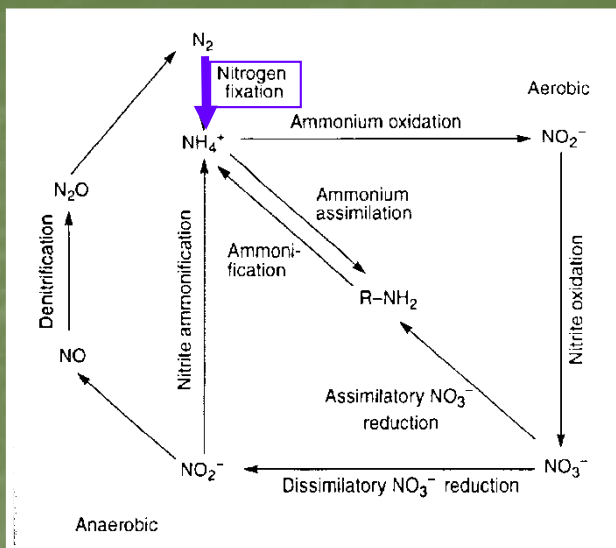 N₂
Nitrogen
fixation
Aerobic
NH₄⁺
Ammonium oxidation
NO₂⁻
N₂O
Ammonium
assimilation
Ammoni-
fication
Denitrification
Nitrite ammonification
R–NH₂
Nitrite oxidation
NO
Assimilatory NO₃⁻
reduction
NO₂⁻
NO₃⁻
Dissimilatory NO₃⁻ reduction
Anaerobic